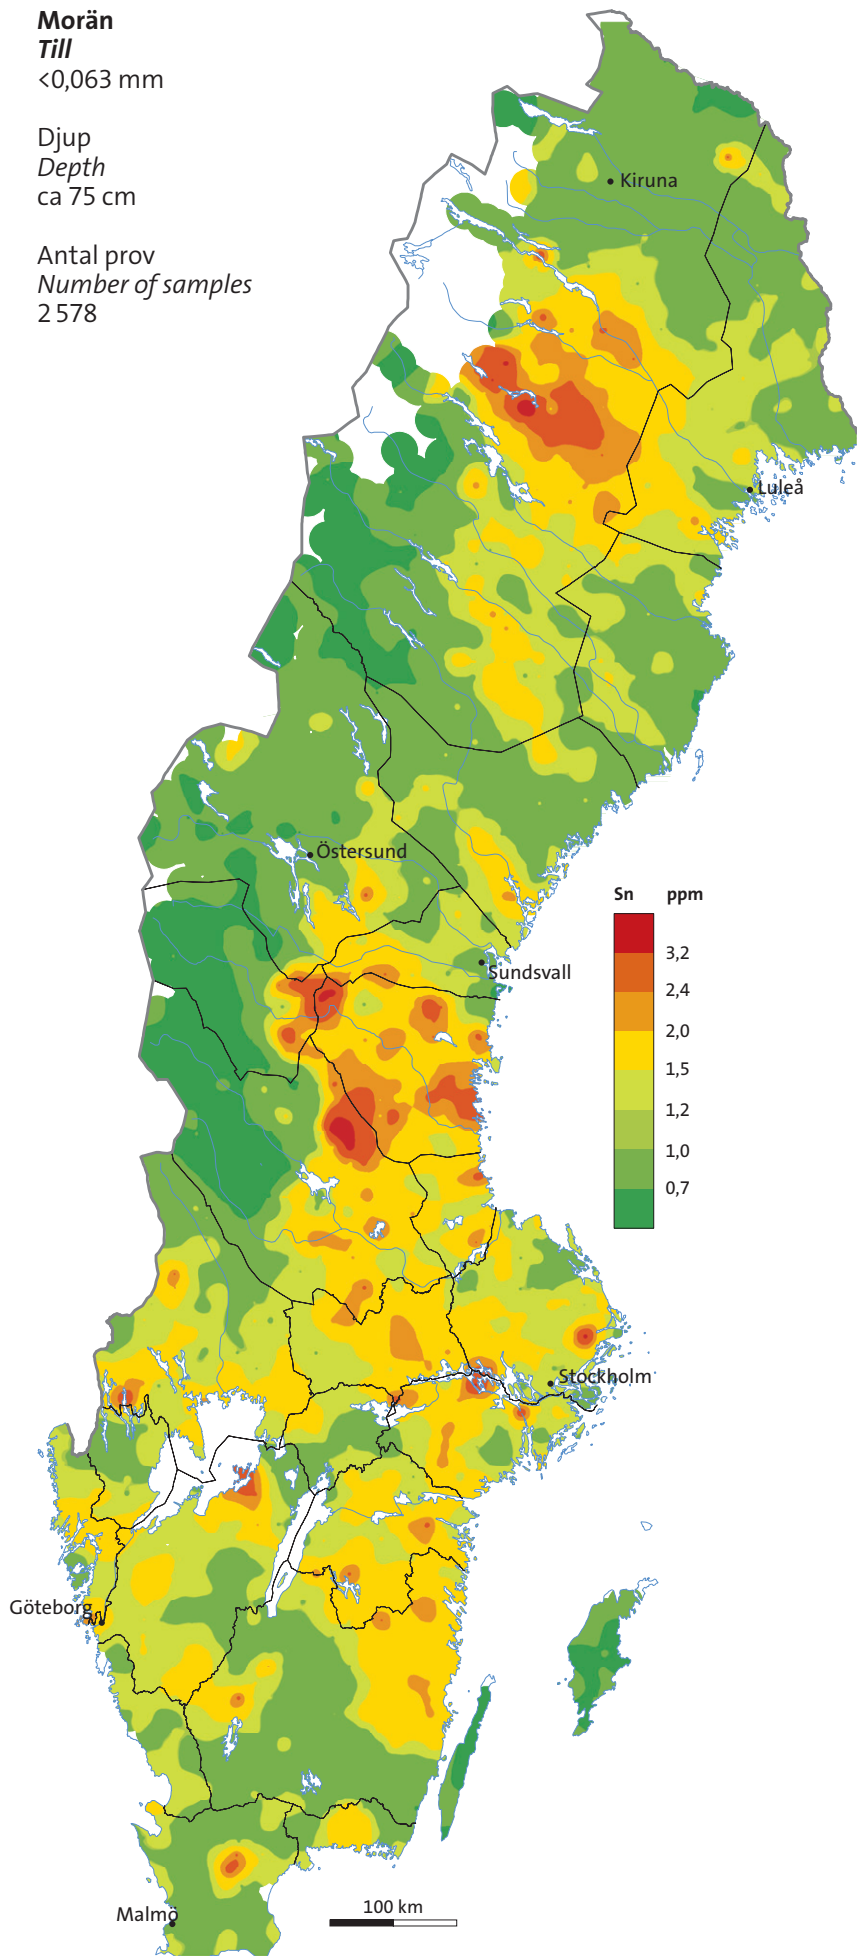 Morän
Till
<0,063 mm
Djup
Depth
ca 75 cm
Antal prov
Number of samples
2 578
Kiruna
Luleå
Östersund
Sundsvall
Sn ppm
3,2
2,4
2,0
1,5
1,2
1,0
0,7
Stockholm
Göteborg
Malmö
100 km